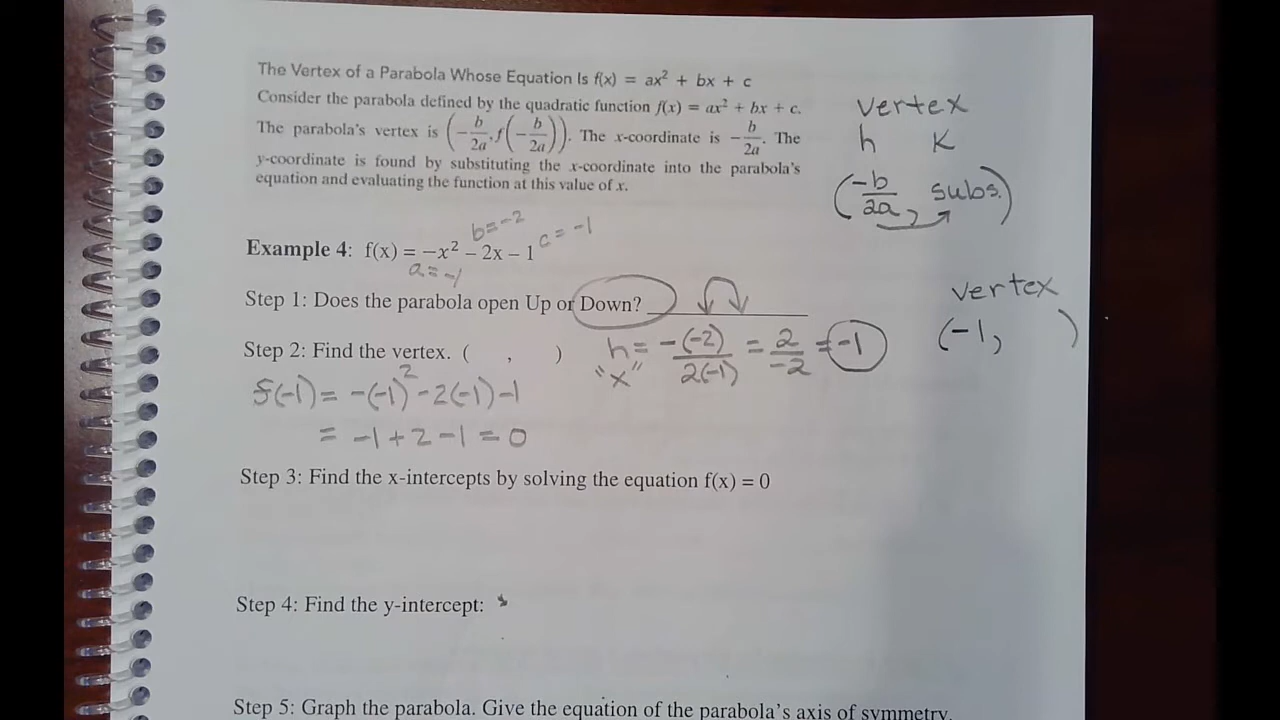 The Vertex of a Parabola Whose Equation Is f(x) = ax² + bx + c
Consider the parabola defined by the quadratic function f(x) = ax² + bx + c.
The parabola's vertex is (−b/2a, f(−b/2a)). The x-coordinate is −b/2a. The
y-coordinate is found by substituting the x-coordinate into the parabola's
equation and evaluating the function at this value of x.
vertex
h K
(-b/2a, subs.)
b=-2
c=-1
Example 4: f(x) = −x² – 2x – 1
a=-1
Step 1: Does the parabola open Up or Down?
vertex
(-1, )
Step 2: Find the vertex. ( , )
h = -(-2)/2(-1) = 2/-2 = -1
"x"
f(-1) = -(-1)² -2(-1) -1
= -1+2-1=0
Step 3: Find the x-intercepts by solving the equation f(x) = 0
Step 4: Find the y-intercept:
Step 5: Graph the parabola. Give the equation of the parabola's axis of symmetry.